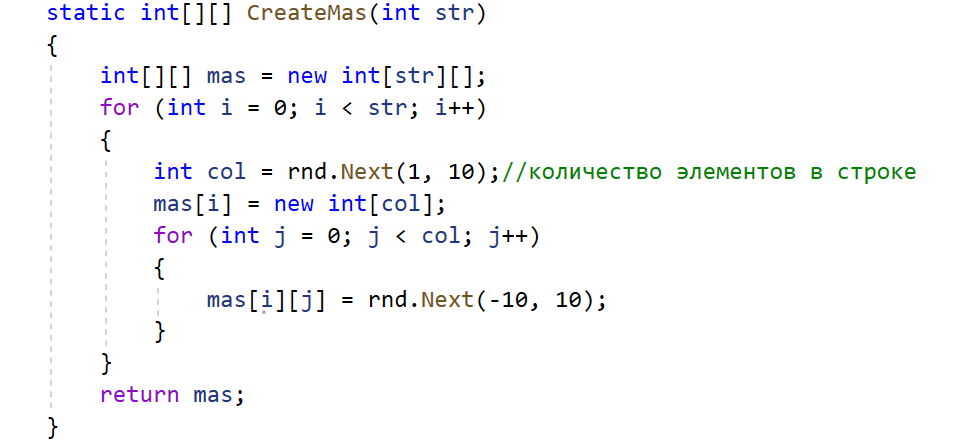 static int[][] CreateMas(int str)
{
int[][] mas = new int[str][];
for (int i = 0; i < str; i++)
{
int col = rnd.Next(1, 10);//количество элементов в строке
mas[i] = new int[col];
for (int j = 0; j < col; j++)
{
mas[i][j] = rnd.Next(-10, 10);
}
}
return mas;
}